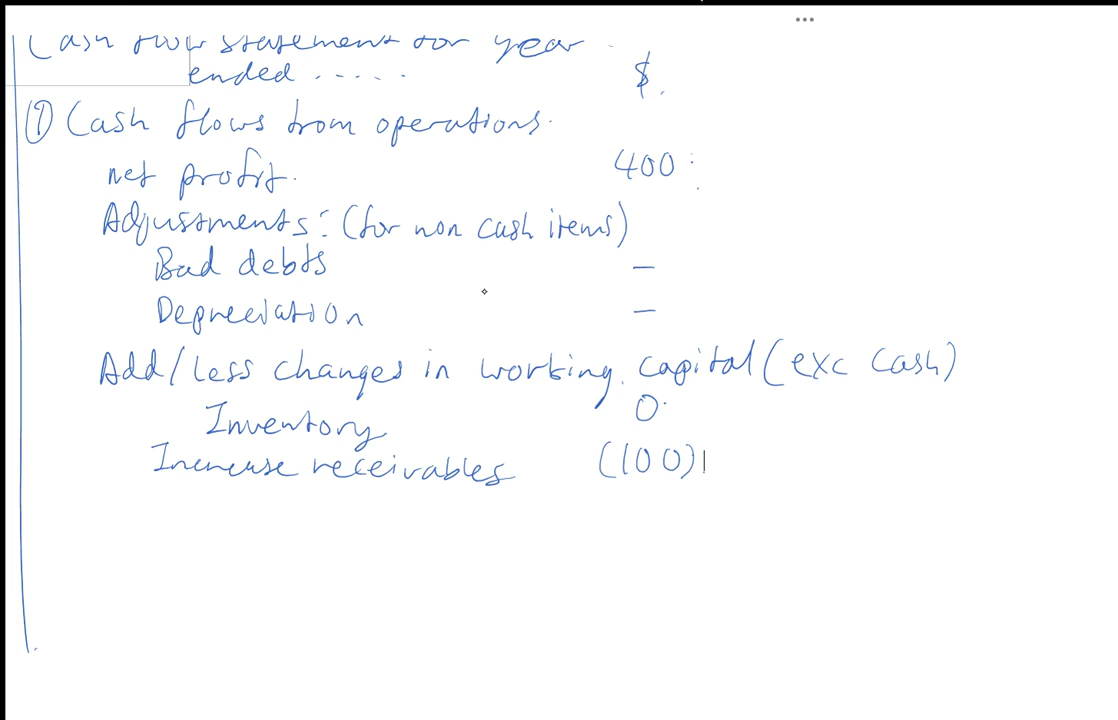 Cash flow statement for year
ended ..... $.
① Cash flows from operations.
net profit. 400
Adjustments: (for non cash items)
Bad debts —
Depreciation —
Add/less changes in working capital (exc cash)
Inventory 0
Increase receivables (100)